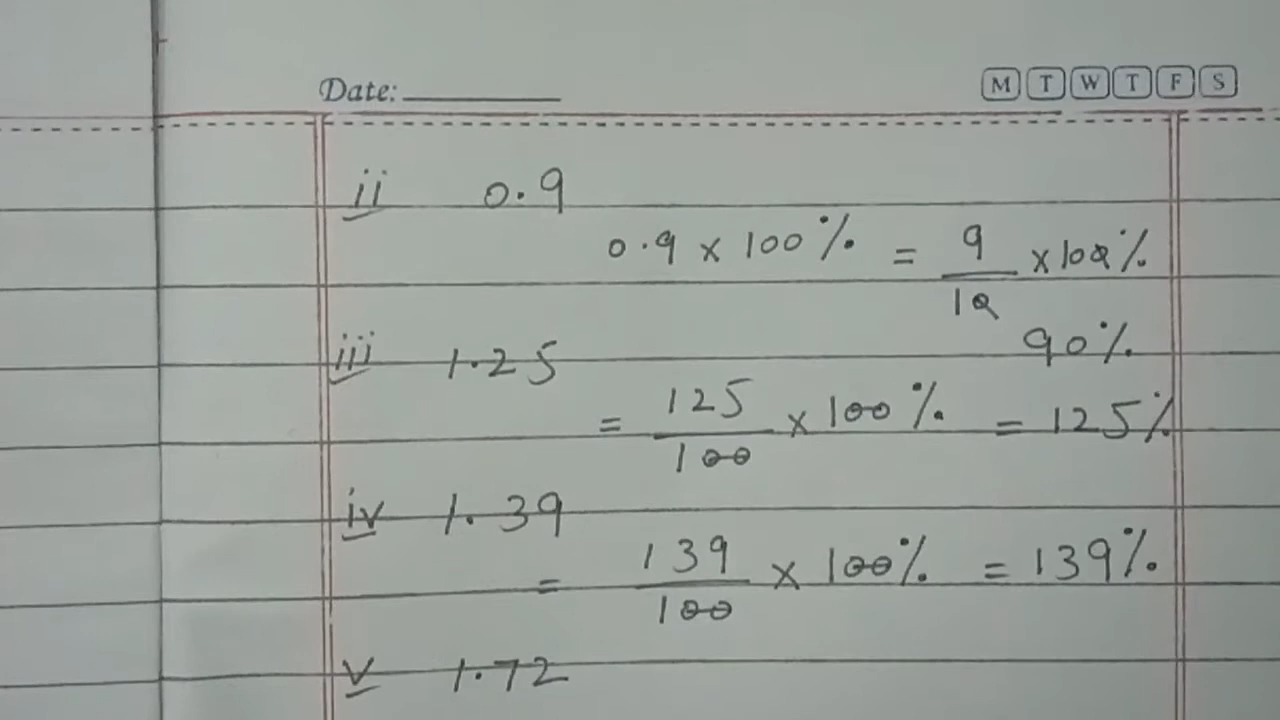 Date: M T W T F S
ii 0.9
0.9 × 100% = 9/10 × 100%
90%
iii 1.25
= 125/100 × 100% = 125%
iv 1.39
= 139/100 × 100% = 139%
v 1.72